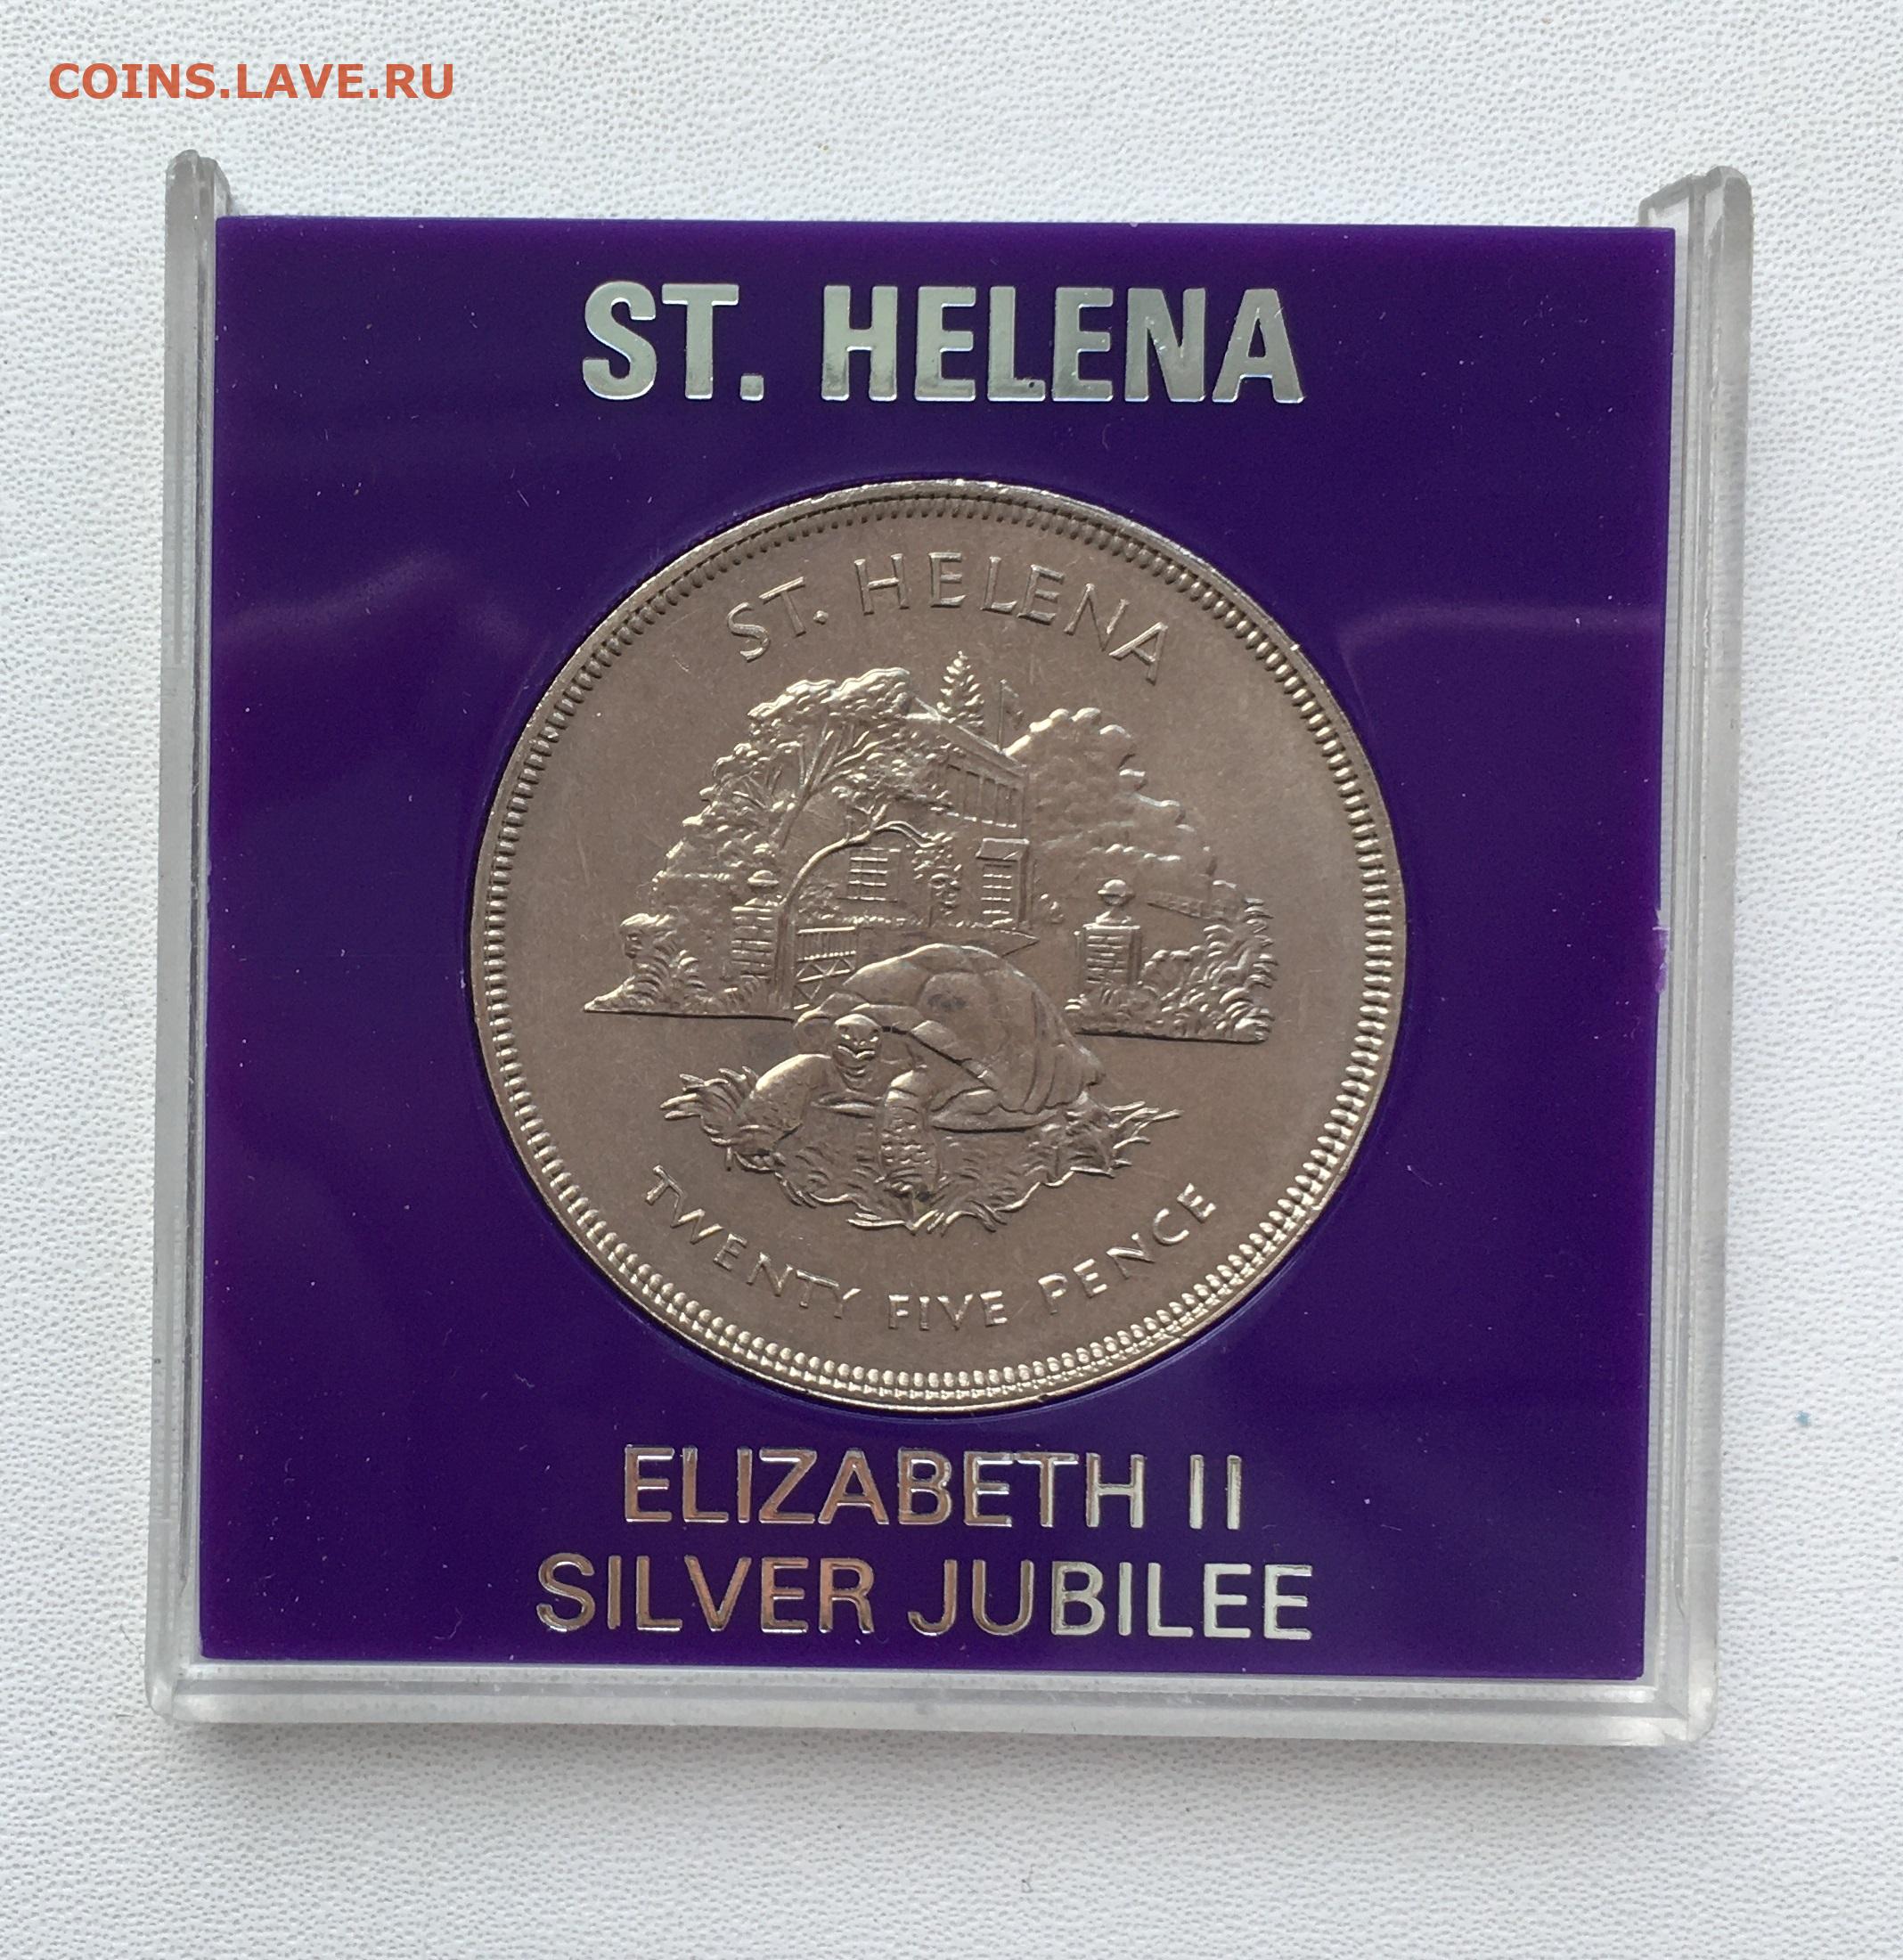 COINS.LAVE.RU
ST. HELENA
ST. HELENA
TWENTY FIVE PENCE
ELIZABETH II
SILVER JUBILEE